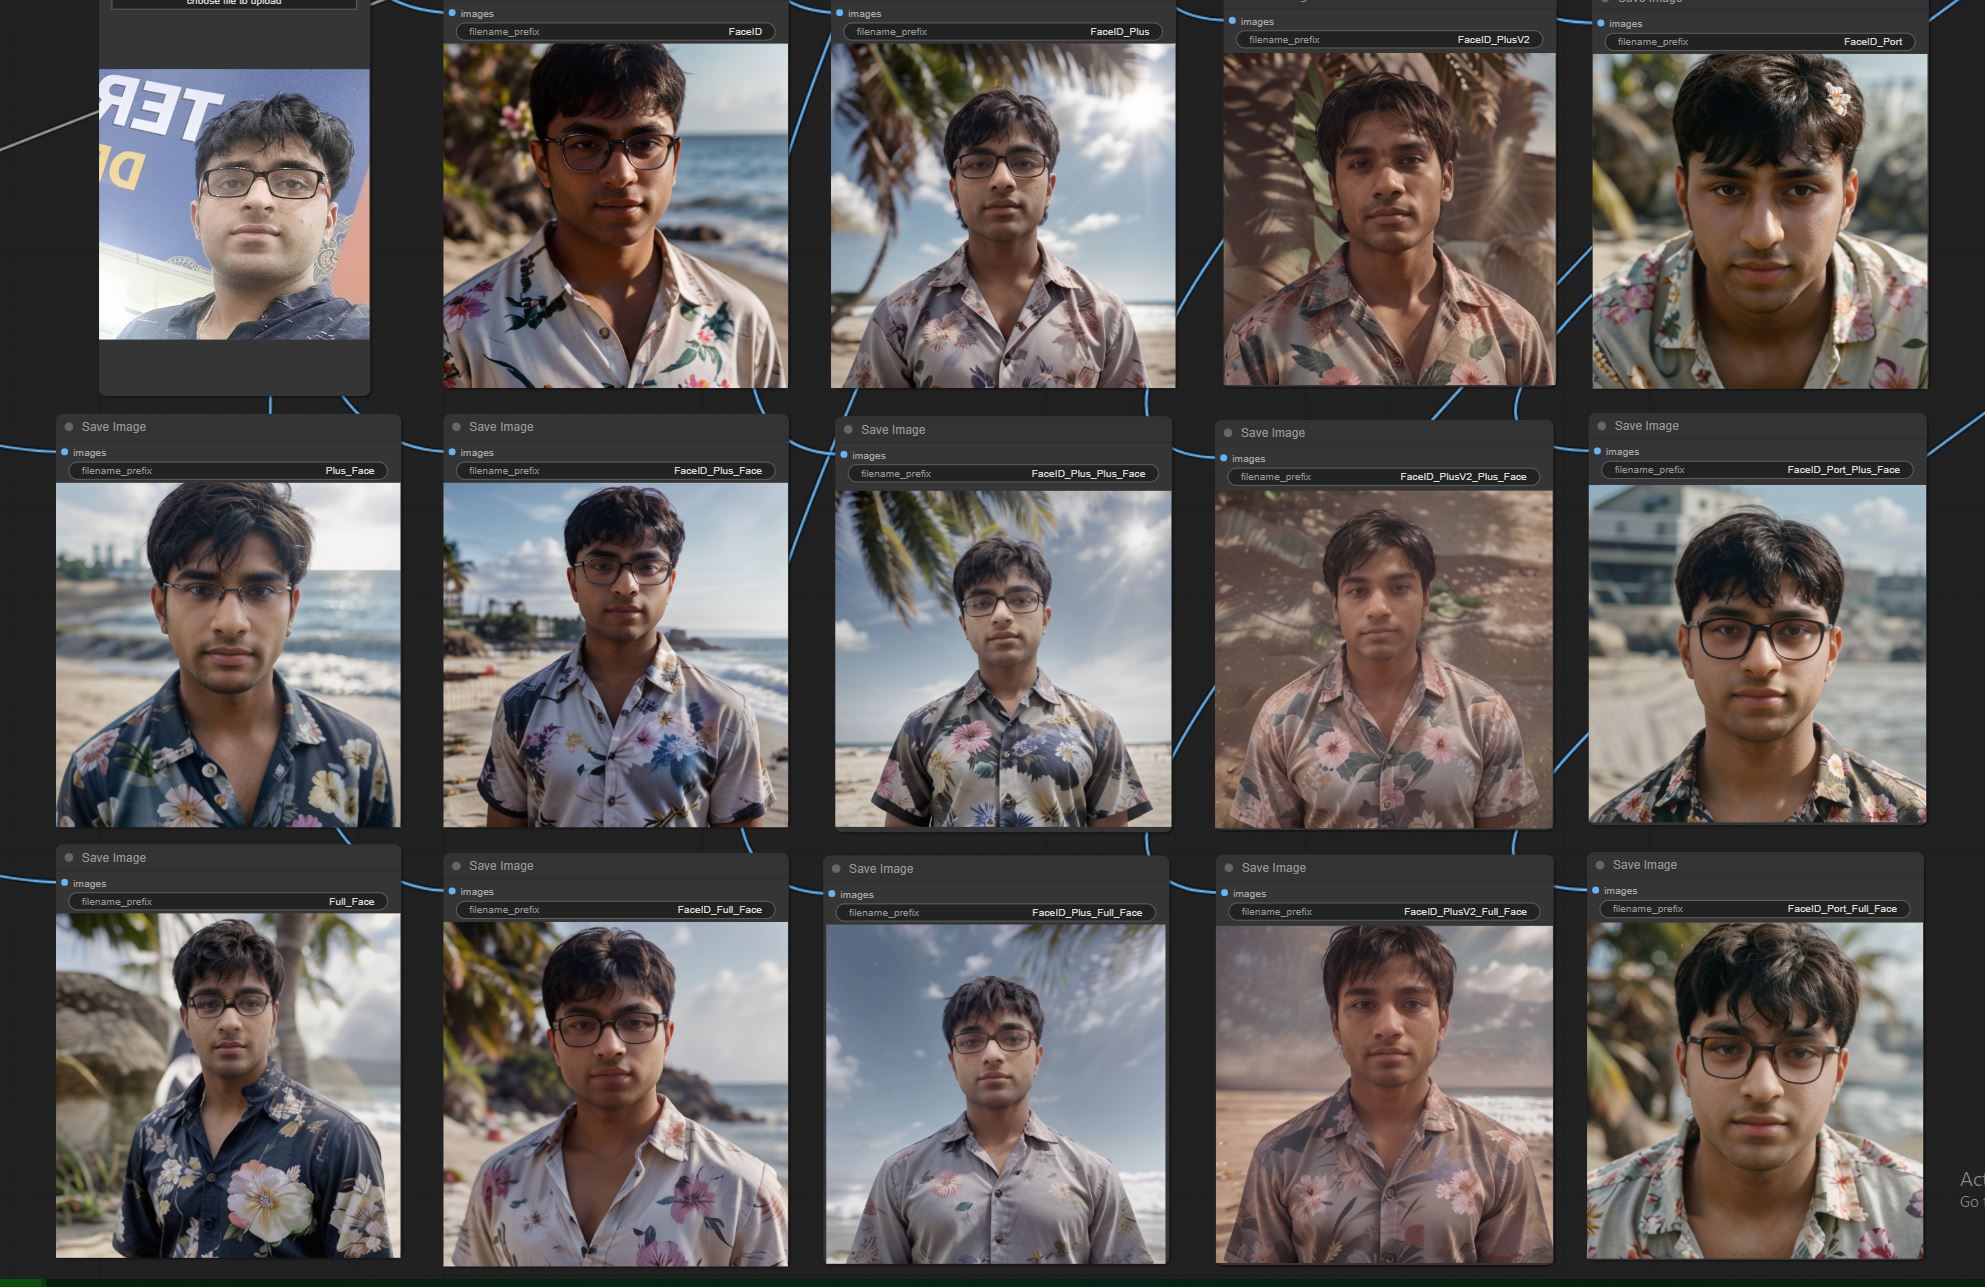 choose file to upload
images
filename_prefix FaceID
images
filename_prefix FaceID_Plus
images
filename_prefix FaceID_PlusV2
Save Image
images
filename_prefix FaceID_Port
TER
Save Image
images
filename_prefix Plus_Face
Save Image
images
filename_prefix FaceID_Plus_Face
Save Image
images
filename_prefix FaceID_Plus_Plus_Face
Save Image
images
filename_prefix FaceID_PlusV2_Plus_Face
Save Image
images
filename_prefix FaceID_Port_Plus_Face
Save Image
images
filename_prefix Full_Face
Save Image
images
filename_prefix FaceID_Full_Face
Save Image
images
filename_prefix FaceID_Plus_Full_Face
Save Image
images
filename_prefix FaceID_PlusV2_Full_Face
Save Image
images
filename_prefix FaceID_Port_Full_Face
Act
Go